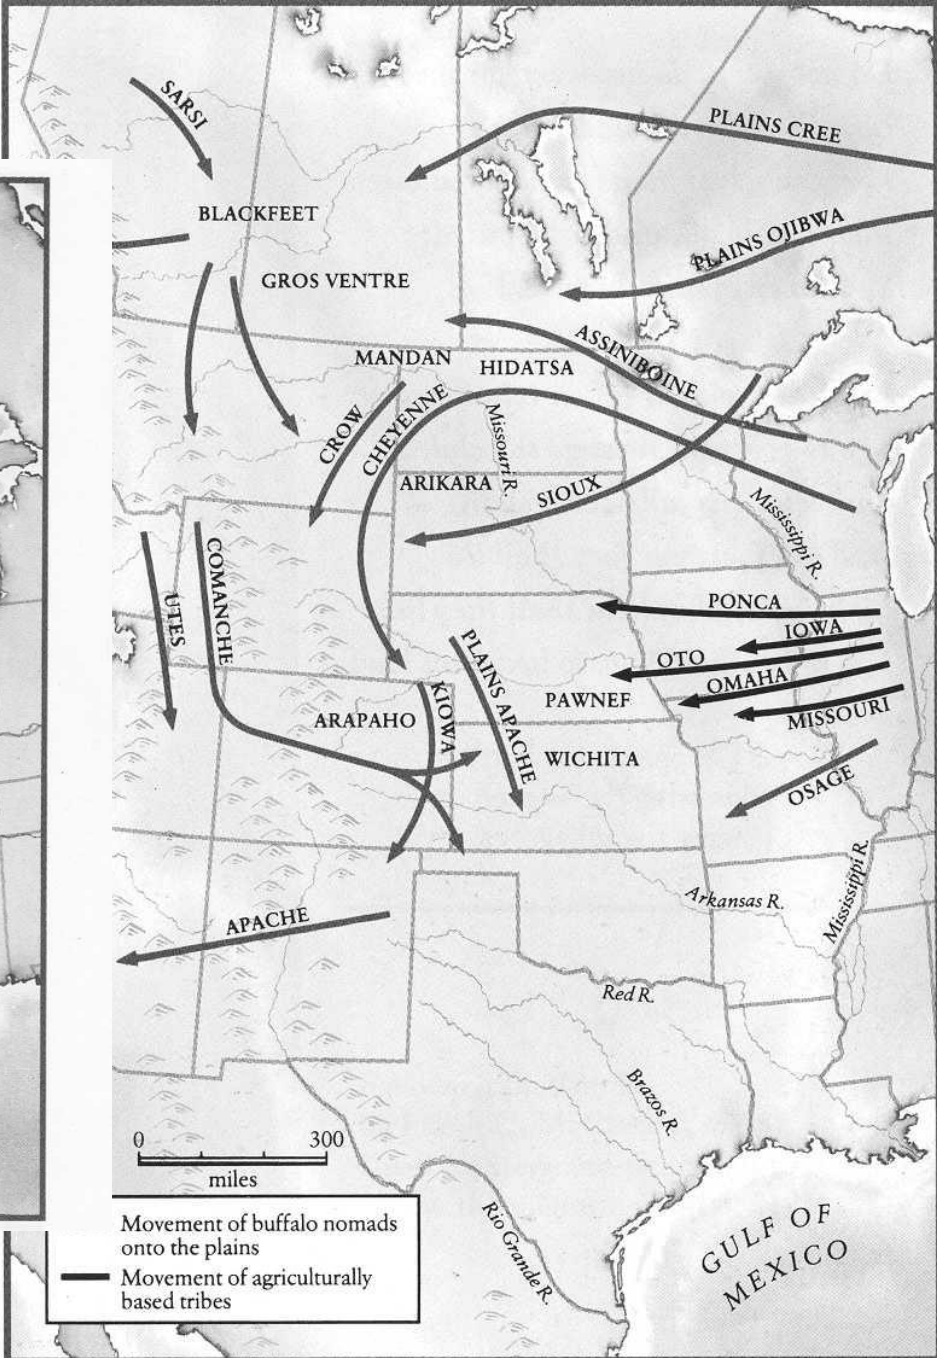 SARSI
PLAINS CREE
BLACKFEET
PLAINS OJIBWA
GROS VENTRE
ASSINIBOINE
MANDAN
HIDATSA
CROW
CHEYENNE
Missouri R.
ARIKARA
SIOUX
Mississippi R.
COMANCHE
UTES
PONCA
IOWA
OTO
OMAHA
MISSOURI
PLAINS APACHE
KIOWA
PAWNEF
ARAPAHO
WICHITA
OSAGE
Mississippi R.
Arkansas R.
APACHE
Red R.
Brazos R.
0 300
miles
Rio Grande R.
GULF OF
MEXICO
Movement of buffalo nomads
onto the plains
Movement of agriculturally
based tribes